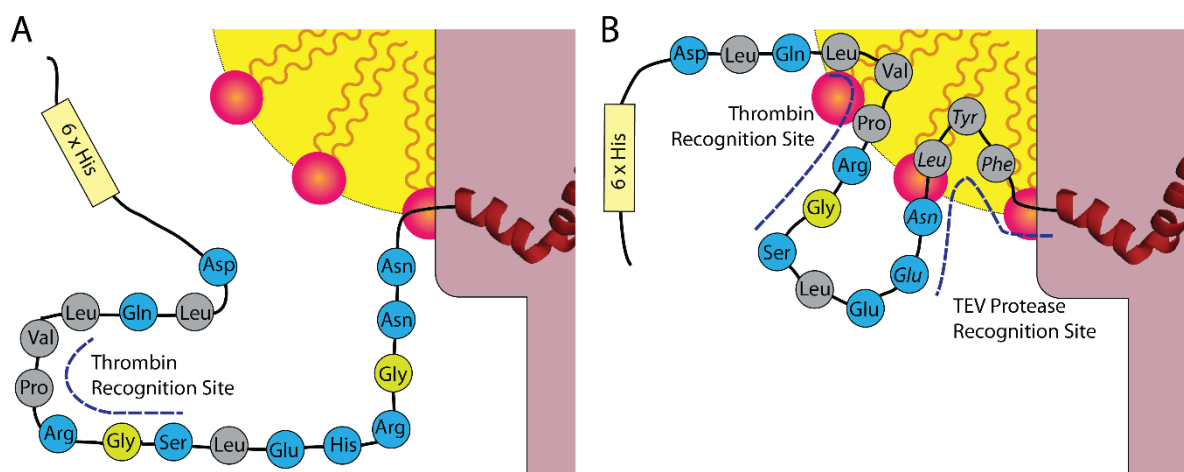 A
6 x His
Asp
Leu
Gln
Leu
Val
Pro
Thrombin
Recognition Site
Arg
Gly
Ser
Leu
Glu
His
Arg
Gly
Asn
Asn
B
6 x His
Asp
Leu
Gln
Leu
Val
Pro
Thrombin
Recognition Site
Arg
Gly
Ser
Leu
Glu
Glu
Asn
Leu
Tyr
Phe
TEV Protease
Recognition Site